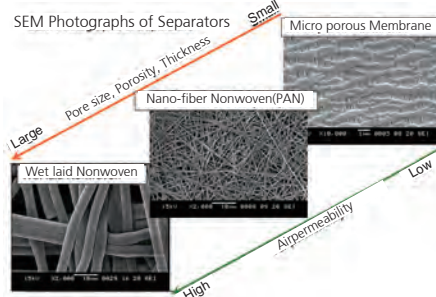 SEM Photographs of Separators
Small
Micro porous Membrane
Pore size, Porosity, Thickness
Nano-fiber Nonwoven(PAN)
Large
Wet laid Nonwoven
Low
Airpermeability
High